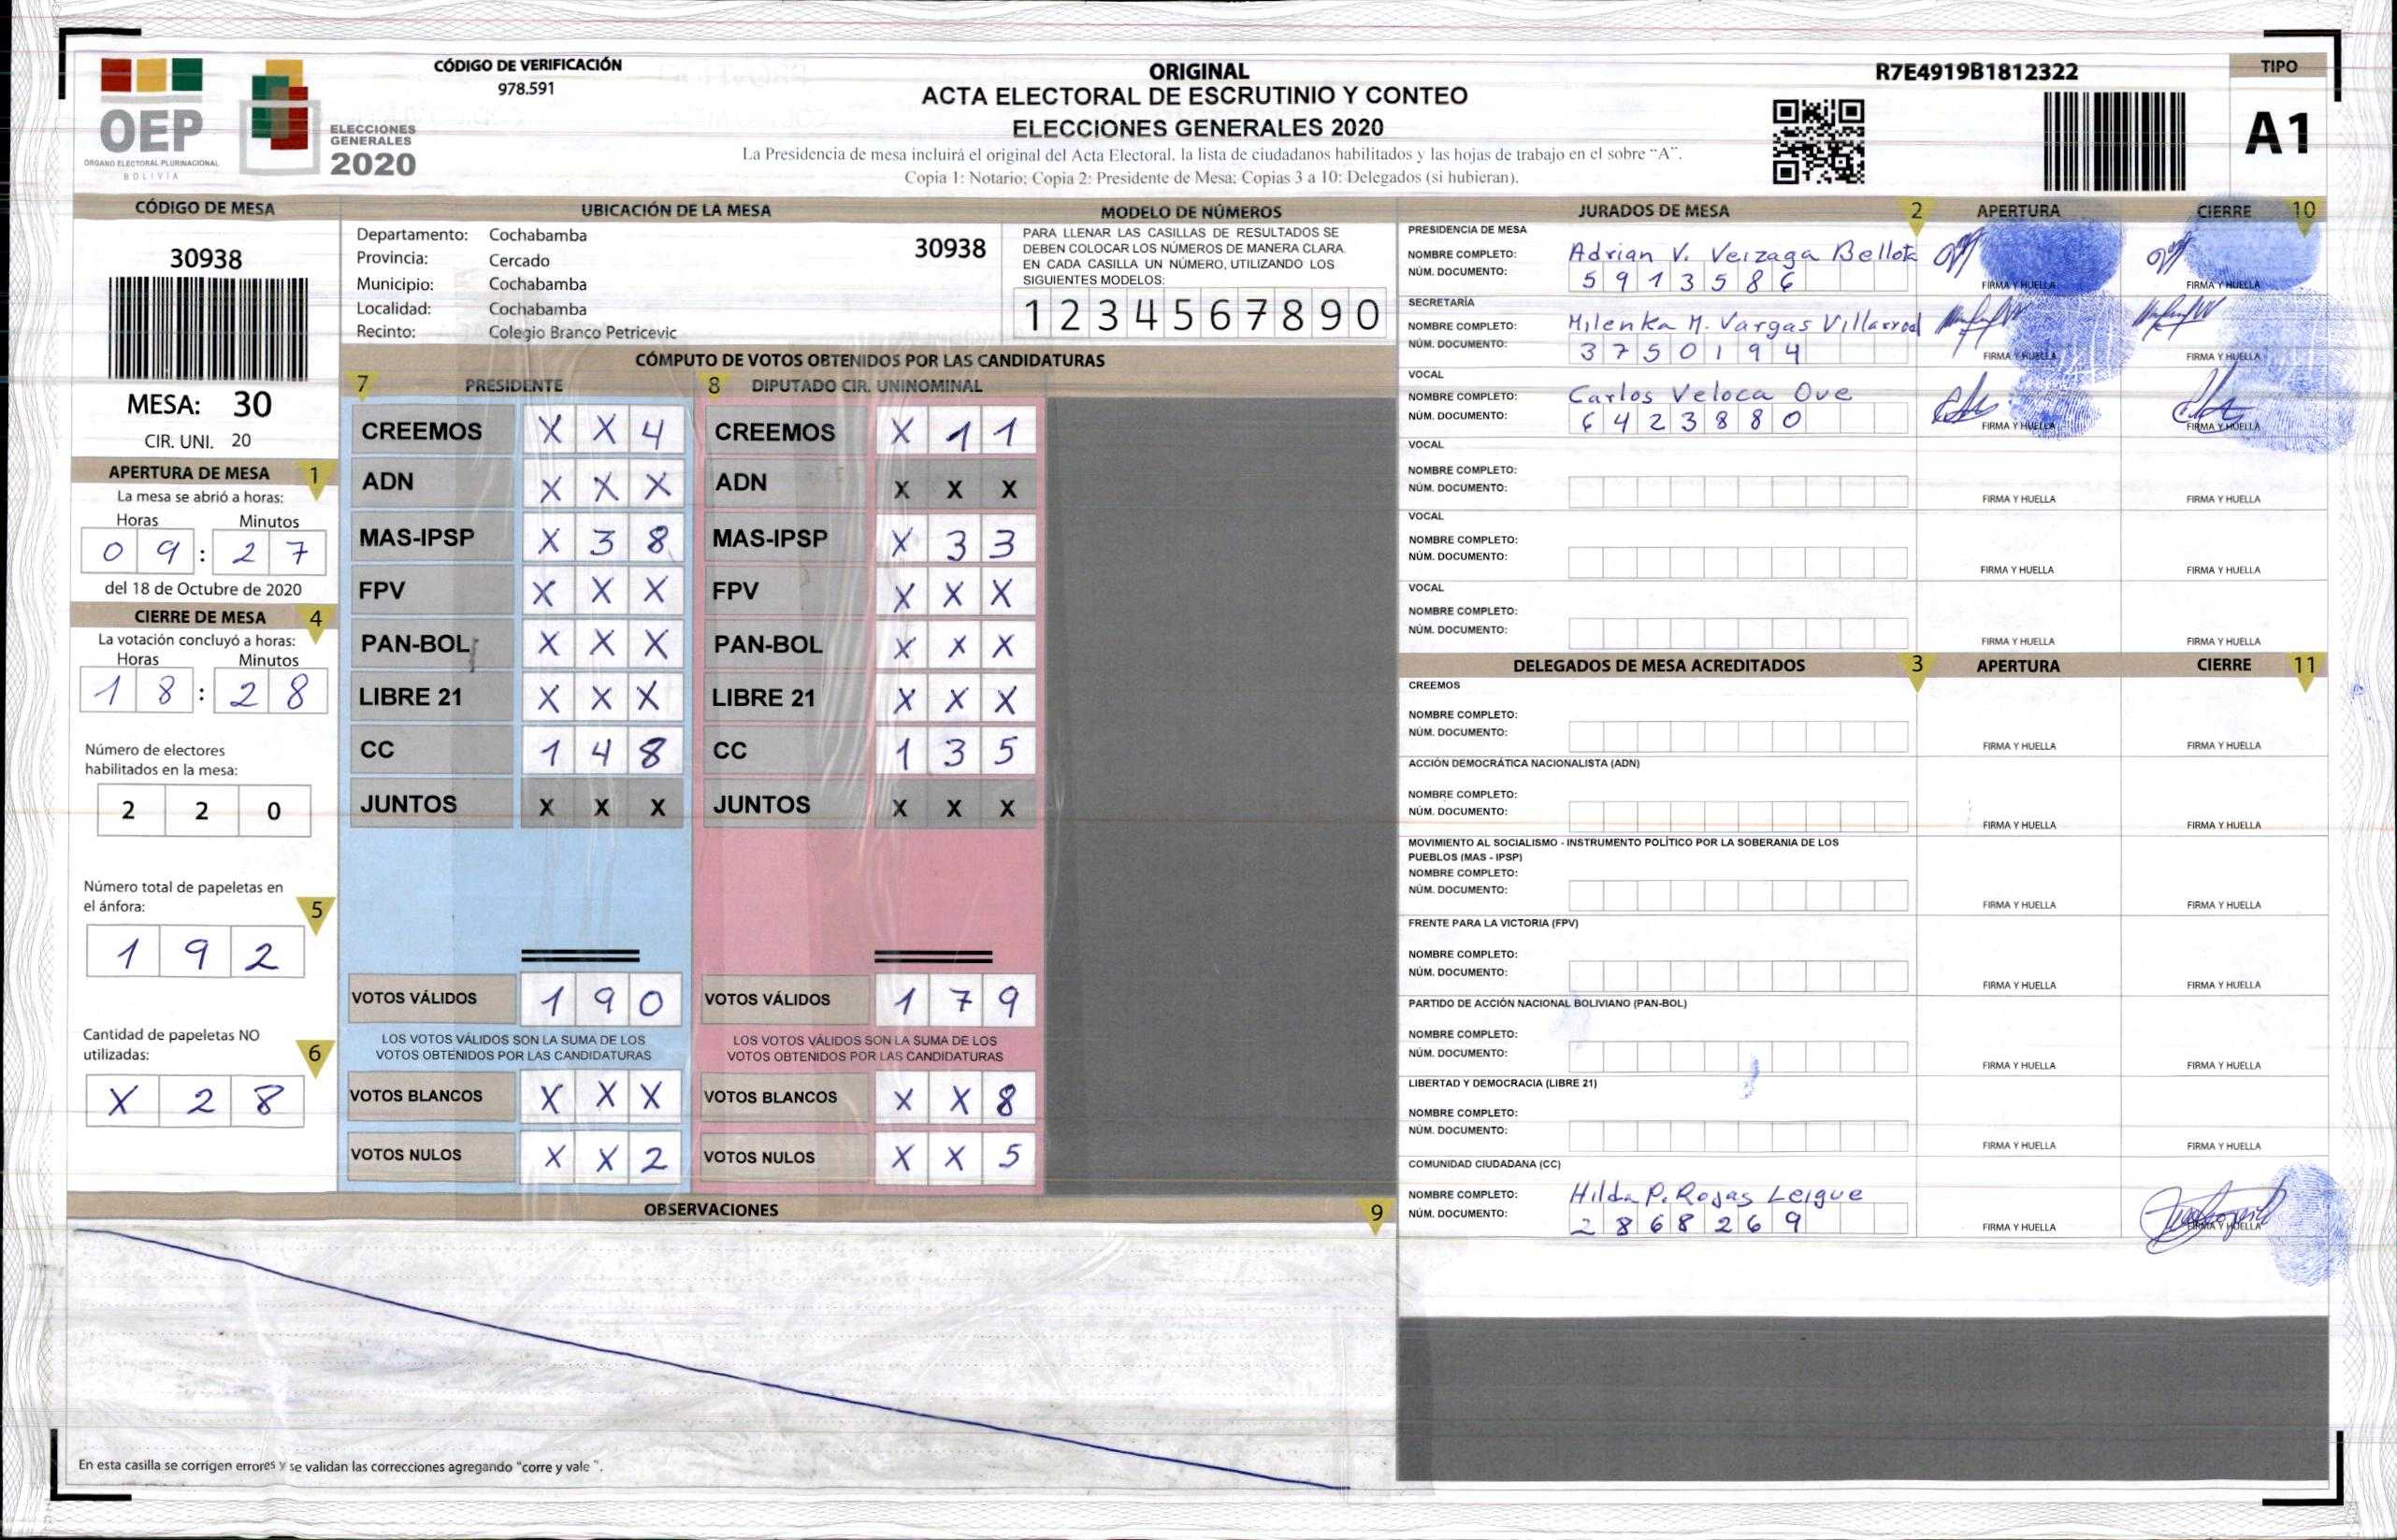 OEP
ÓRGANO ELECTORAL PLURINACIONAL
BOLIVIA
ELECCIONES
GENERALES
2020
CÓDIGO DE VERIFICACIÓN
978.591
ORIGINAL
ACTA ELECTORAL DE ESCRUTINIO Y CONTEO
ELECCIONES GENERALES 2020
La Presidencia de mesa incluirá el original del Acta Electoral, la lista de ciudadanos habilitados y las hojas de trabajo en el sobre "A".
Copia 1: Notario; Copia 2: Presidente de Mesa; Copias 3 a 10: Delegados (si hubieran).
R7E4919B1812322
TIPO
A1
CÓDIGO DE MESA
30938
MESA: 30
CIR. UNI. 20
APERTURA DE MESA 1
La mesa se abrió a horas:
Horas Minutos
0 9 : 2 7
del 18 de Octubre de 2020
CIERRE DE MESA 4
La votación concluyó a horas:
Horas Minutos
1 8 : 2 8
Número de electores
habilitados en la mesa:
2 2 0
Número total de papeletas en
el ánfora: 5
1 9 2
Cantidad de papeletas NO
utilizadas: 6
X 2 8
UBICACIÓN DE LA MESA
Departamento: Cochabamba
Provincia: Cercado
Municipio: Cochabamba
Localidad: Cochabamba
Recinto: Colegio Branco Petricevic
30938
MODELO DE NÚMEROS
PARA LLENAR LAS CASILLAS DE RESULTADOS SE
DEBEN COLOCAR LOS NÚMEROS DE MANERA CLARA.
EN CADA CASILLA UN NÚMERO, UTILIZANDO LOS
SIGUIENTES MODELOS:
1 2 3 4 5 6 7 8 9 0
CÓMPUTO DE VOTOS OBTENIDOS POR LAS CANDIDATURAS
7 PRESIDENTE 8 DIPUTADO CIR. UNINOMINAL
CREEMOS X X 4 CREEMOS X 1 1
ADN X X X ADN X X X
MAS-IPSP X 3 8 MAS-IPSP X 3 3
FPV X X X FPV X X X
PAN-BOL X X X PAN-BOL X X X
LIBRE 21 X X X LIBRE 21 X X X
CC 1 4 8 CC 1 3 5
JUNTOS X X X JUNTOS X X X
VOTOS VÁLIDOS 1 9 0 VOTOS VÁLIDOS 1 7 9
LOS VOTOS VÁLIDOS SON LA SUMA DE LOS LOS VOTOS VÁLIDOS SON LA SUMA DE LOS
VOTOS OBTENIDOS POR LAS CANDIDATURAS VOTOS OBTENIDOS POR LAS CANDIDATURAS
VOTOS BLANCOS X X X VOTOS BLANCOS X X 8
VOTOS NULOS X X 2 VOTOS NULOS X X 5
OBSERVACIONES 9
En esta casilla se corrigen errores y se validan las correcciones agregando "corre y vale ".
JURADOS DE MESA 2 APERTURA CIERRE 10
PRESIDENCIA DE MESA
NOMBRE COMPLETO: Adrian V. Veizaga Bellota
NÚM. DOCUMENTO: 5 9 1 3 5 8 6
FIRMA Y HUELLA FIRMA Y HUELLA
SECRETARÍA
NOMBRE COMPLETO: Milenka M. Vargas Villarroel
NÚM. DOCUMENTO: 3 7 5 0 1 9 4
FIRMA Y HUELLA FIRMA Y HUELLA
VOCAL
NOMBRE COMPLETO: Carlos Veloca Ove
NÚM. DOCUMENTO: 6 4 2 3 8 8 0
FIRMA Y HUELLA FIRMA Y HUELLA
VOCAL
NOMBRE COMPLETO:
NÚM. DOCUMENTO:
FIRMA Y HUELLA FIRMA Y HUELLA
VOCAL
NOMBRE COMPLETO:
NÚM. DOCUMENTO:
FIRMA Y HUELLA FIRMA Y HUELLA
VOCAL
NOMBRE COMPLETO:
NÚM. DOCUMENTO:
FIRMA Y HUELLA FIRMA Y HUELLA
DELEGADOS DE MESA ACREDITADOS 3 APERTURA CIERRE 11
CREEMOS
NOMBRE COMPLETO:
NÚM. DOCUMENTO:
FIRMA Y HUELLA FIRMA Y HUELLA
ACCIÓN DEMOCRÁTICA NACIONALISTA (ADN)
NOMBRE COMPLETO:
NÚM. DOCUMENTO:
FIRMA Y HUELLA FIRMA Y HUELLA
MOVIMIENTO AL SOCIALISMO - INSTRUMENTO POLÍTICO POR LA SOBERANIA DE LOS
PUEBLOS (MAS - IPSP)
NOMBRE COMPLETO:
NÚM. DOCUMENTO:
FIRMA Y HUELLA FIRMA Y HUELLA
FRENTE PARA LA VICTORIA (FPV)
NOMBRE COMPLETO:
NÚM. DOCUMENTO:
FIRMA Y HUELLA FIRMA Y HUELLA
PARTIDO DE ACCIÓN NACIONAL BOLIVIANO (PAN-BOL)
NOMBRE COMPLETO:
NÚM. DOCUMENTO:
FIRMA Y HUELLA FIRMA Y HUELLA
LIBERTAD Y DEMOCRACIA (LIBRE 21)
NOMBRE COMPLETO:
NÚM. DOCUMENTO:
FIRMA Y HUELLA FIRMA Y HUELLA
COMUNIDAD CIUDADANA (CC)
NOMBRE COMPLETO: Hilda P. Rojas Leigue
NÚM. DOCUMENTO: 2 8 6 8 2 6 9
FIRMA Y HUELLA FIRMA Y HUELLA